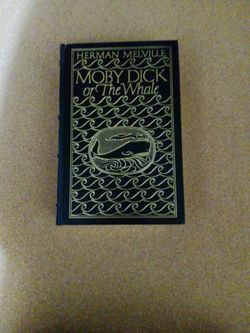 HERMAN MELVILLE
MOBY DICK
or The Whale